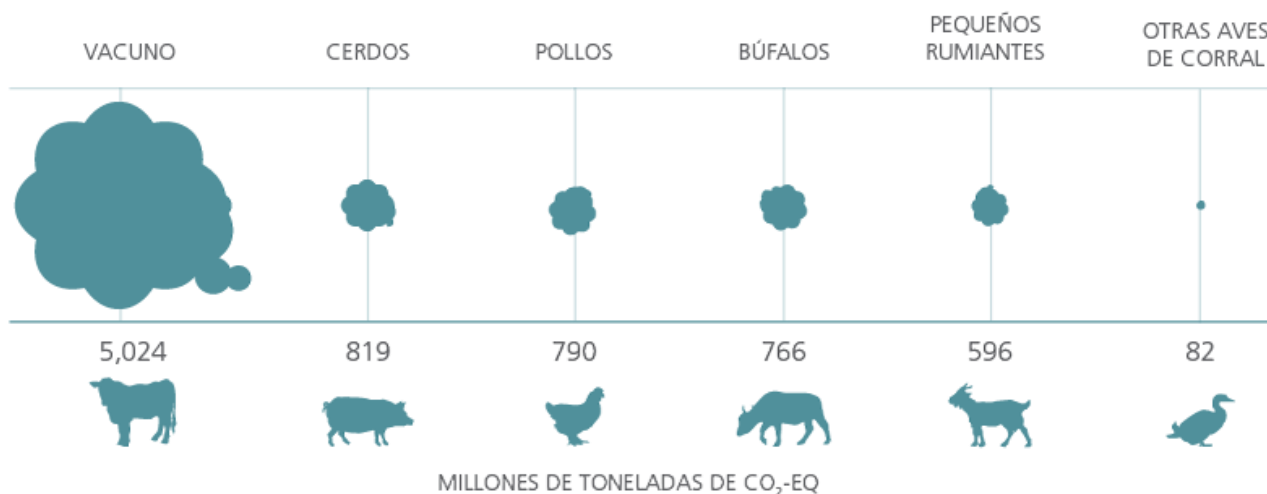 VACUNO
CERDOS
POLLOS
BÚFALOS
PEQUEÑOS
RUMIANTES
OTRAS AVES
DE CORRAL
5,024
819
790
766
596
82
MILLONES DE TONELADAS DE CO₂-EQ